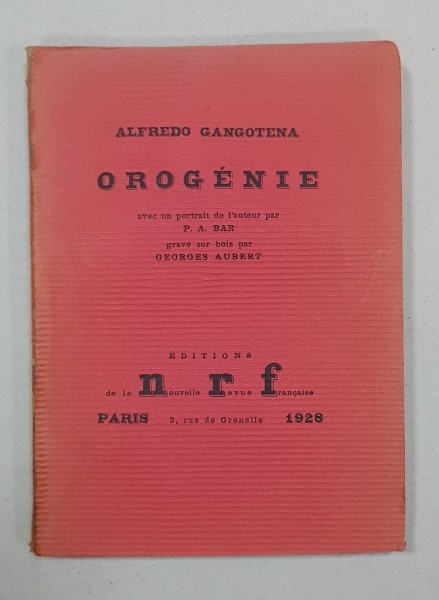 ALFREDO GANGOTENA
OROGÉNIE
avec un portrait de l'auteur par
P. A. BAR
gravé sur bois par
GEORGES AUBERT
ÉDITIONS
de la nouvelle revue française
PARIS 3, rue de Grenelle 1928